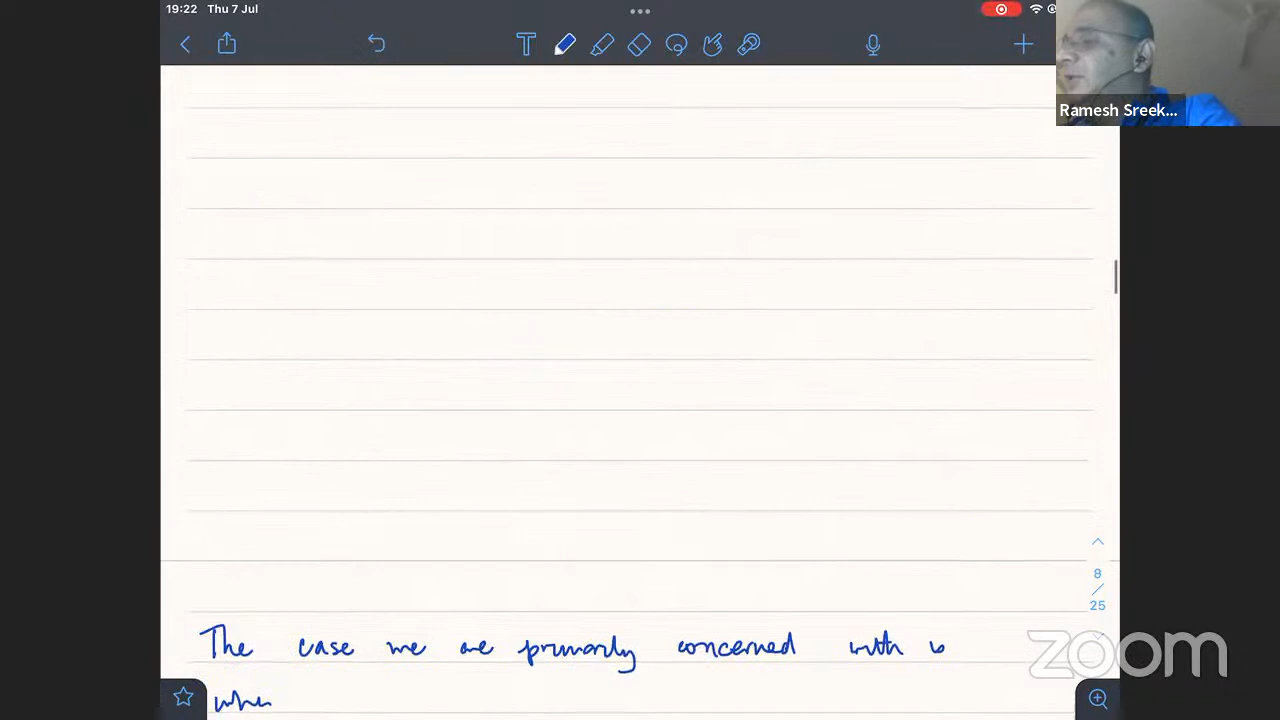 19:22 Thu 7 Jul
Ramesh Sreek...
8
/
25
The case we are primarily concerned with is
when
zoom